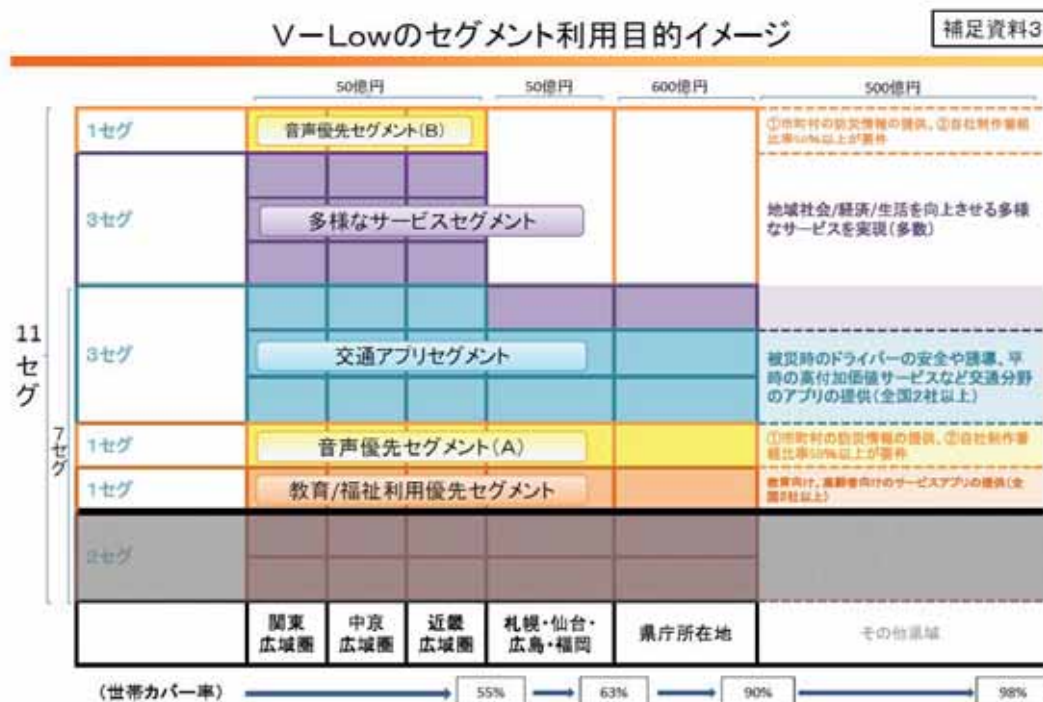 V−Lowのセグメント利用目的イメージ
補足資料3
50億円
50億円
600億円
500億円
1セグ
音声優先セグメント(B)
①市町村の防災情報の提供、②自社制作番組
比率50%以上が要件
3セグ
多様なサービスセグメント
地域社会/経済/生活を向上させる多様
なサービスを実現(多数)
11
セ
グ
3セグ
交通アプリセグメント
被災時のドライバーの安全や誘導、平
時の高付加価値サービスなど交通分野
のアプリの提供(全国2社以上)
7
セ
グ
1セグ
音声優先セグメント(A)
①市町村の防災情報の提供、②自社制作番
組比率50%以上が要件
1セグ
教育/福祉利用優先セグメント
教育向け、高齢者向けのサービスアプリの提供(全
国2社以上)
2セグ
関東
広域圏
中京
広域圏
近畿
広域圏
札幌・仙台・
広島・福岡
県庁所在地
その他県域
(世帯カバー率)
55%
63%
90%
98%